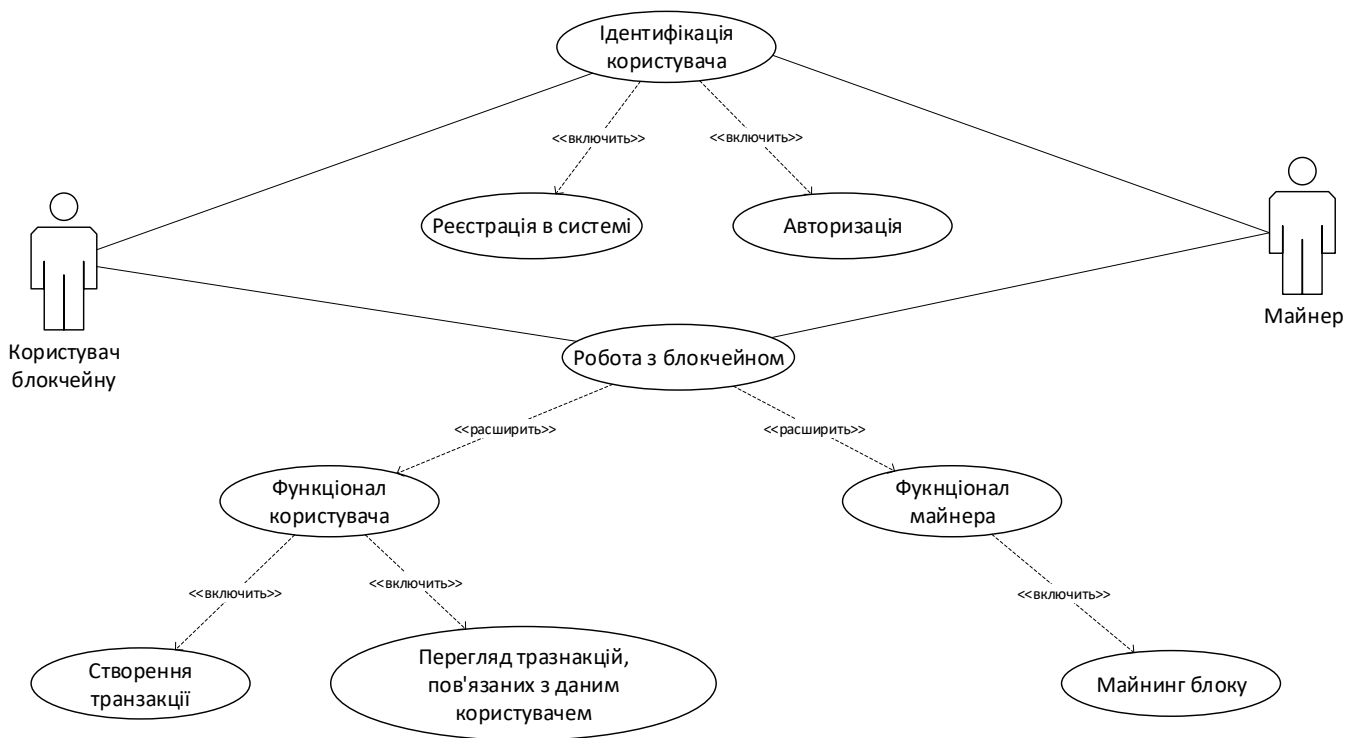 Ідентифікація
користувача
<<включить>>
<<включить>>
Реєстрація в системі
Авторизація
Користувач
блокчейну
Майнер
Робота з блокчейном
<<расширить>>
<<расширить>>
Функціонал
користувача
Фукнціонал
майнера
<<включить>>
<<включить>>
<<включить>>
Створення
транзакції
Перегляд тразнакцій,
пов'язаних з даним
користувачем
Майнинг блоку